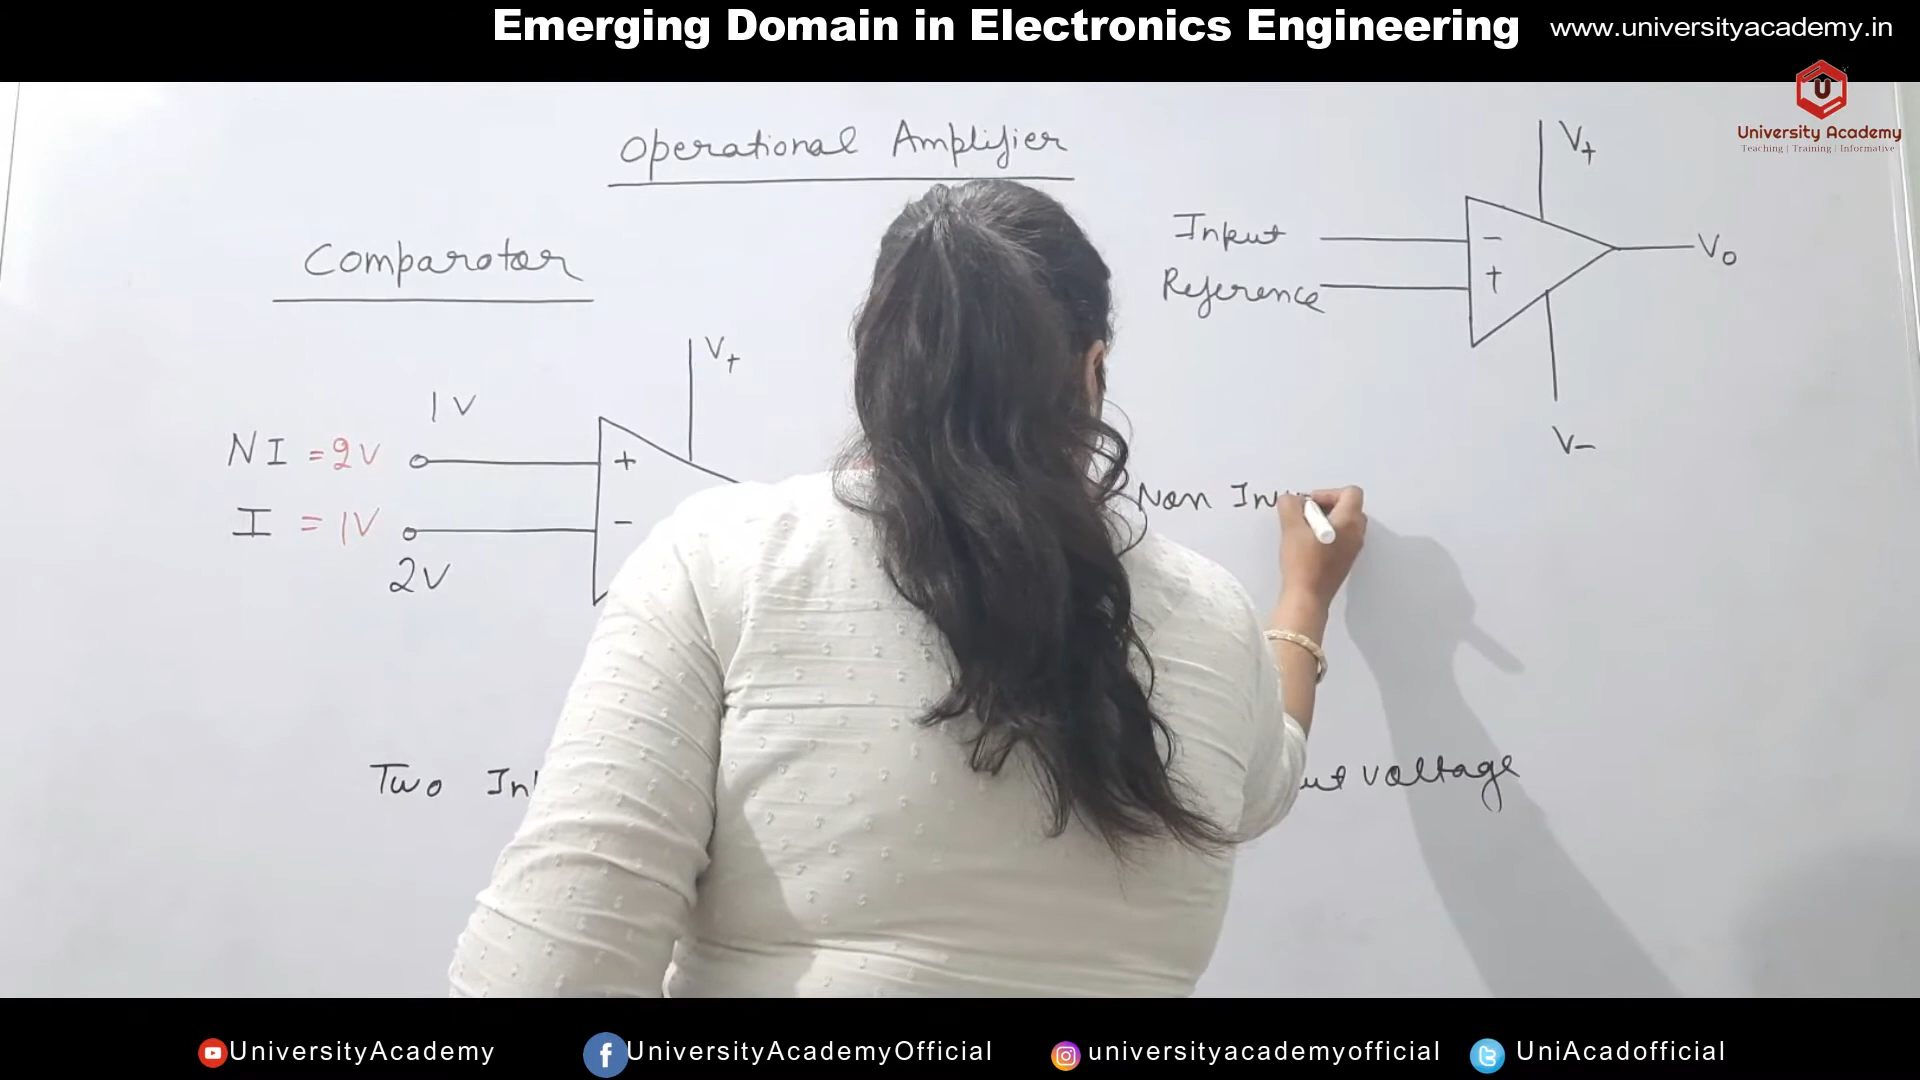 Emerging Domain in Electronics Engineering
www.universityacademy.in
U
University Academy
Teaching | Training | Informative
Operational Amplifier
Comparator
V+
Input
Reference
−
+
Vo
V−
V+
1V
NI = 2V
+
I = 1V
−
2V
Non
Two
voltage
UniversityAcademy
UniversityAcademyOfficial
universityacademyofficial
UniAcadofficial